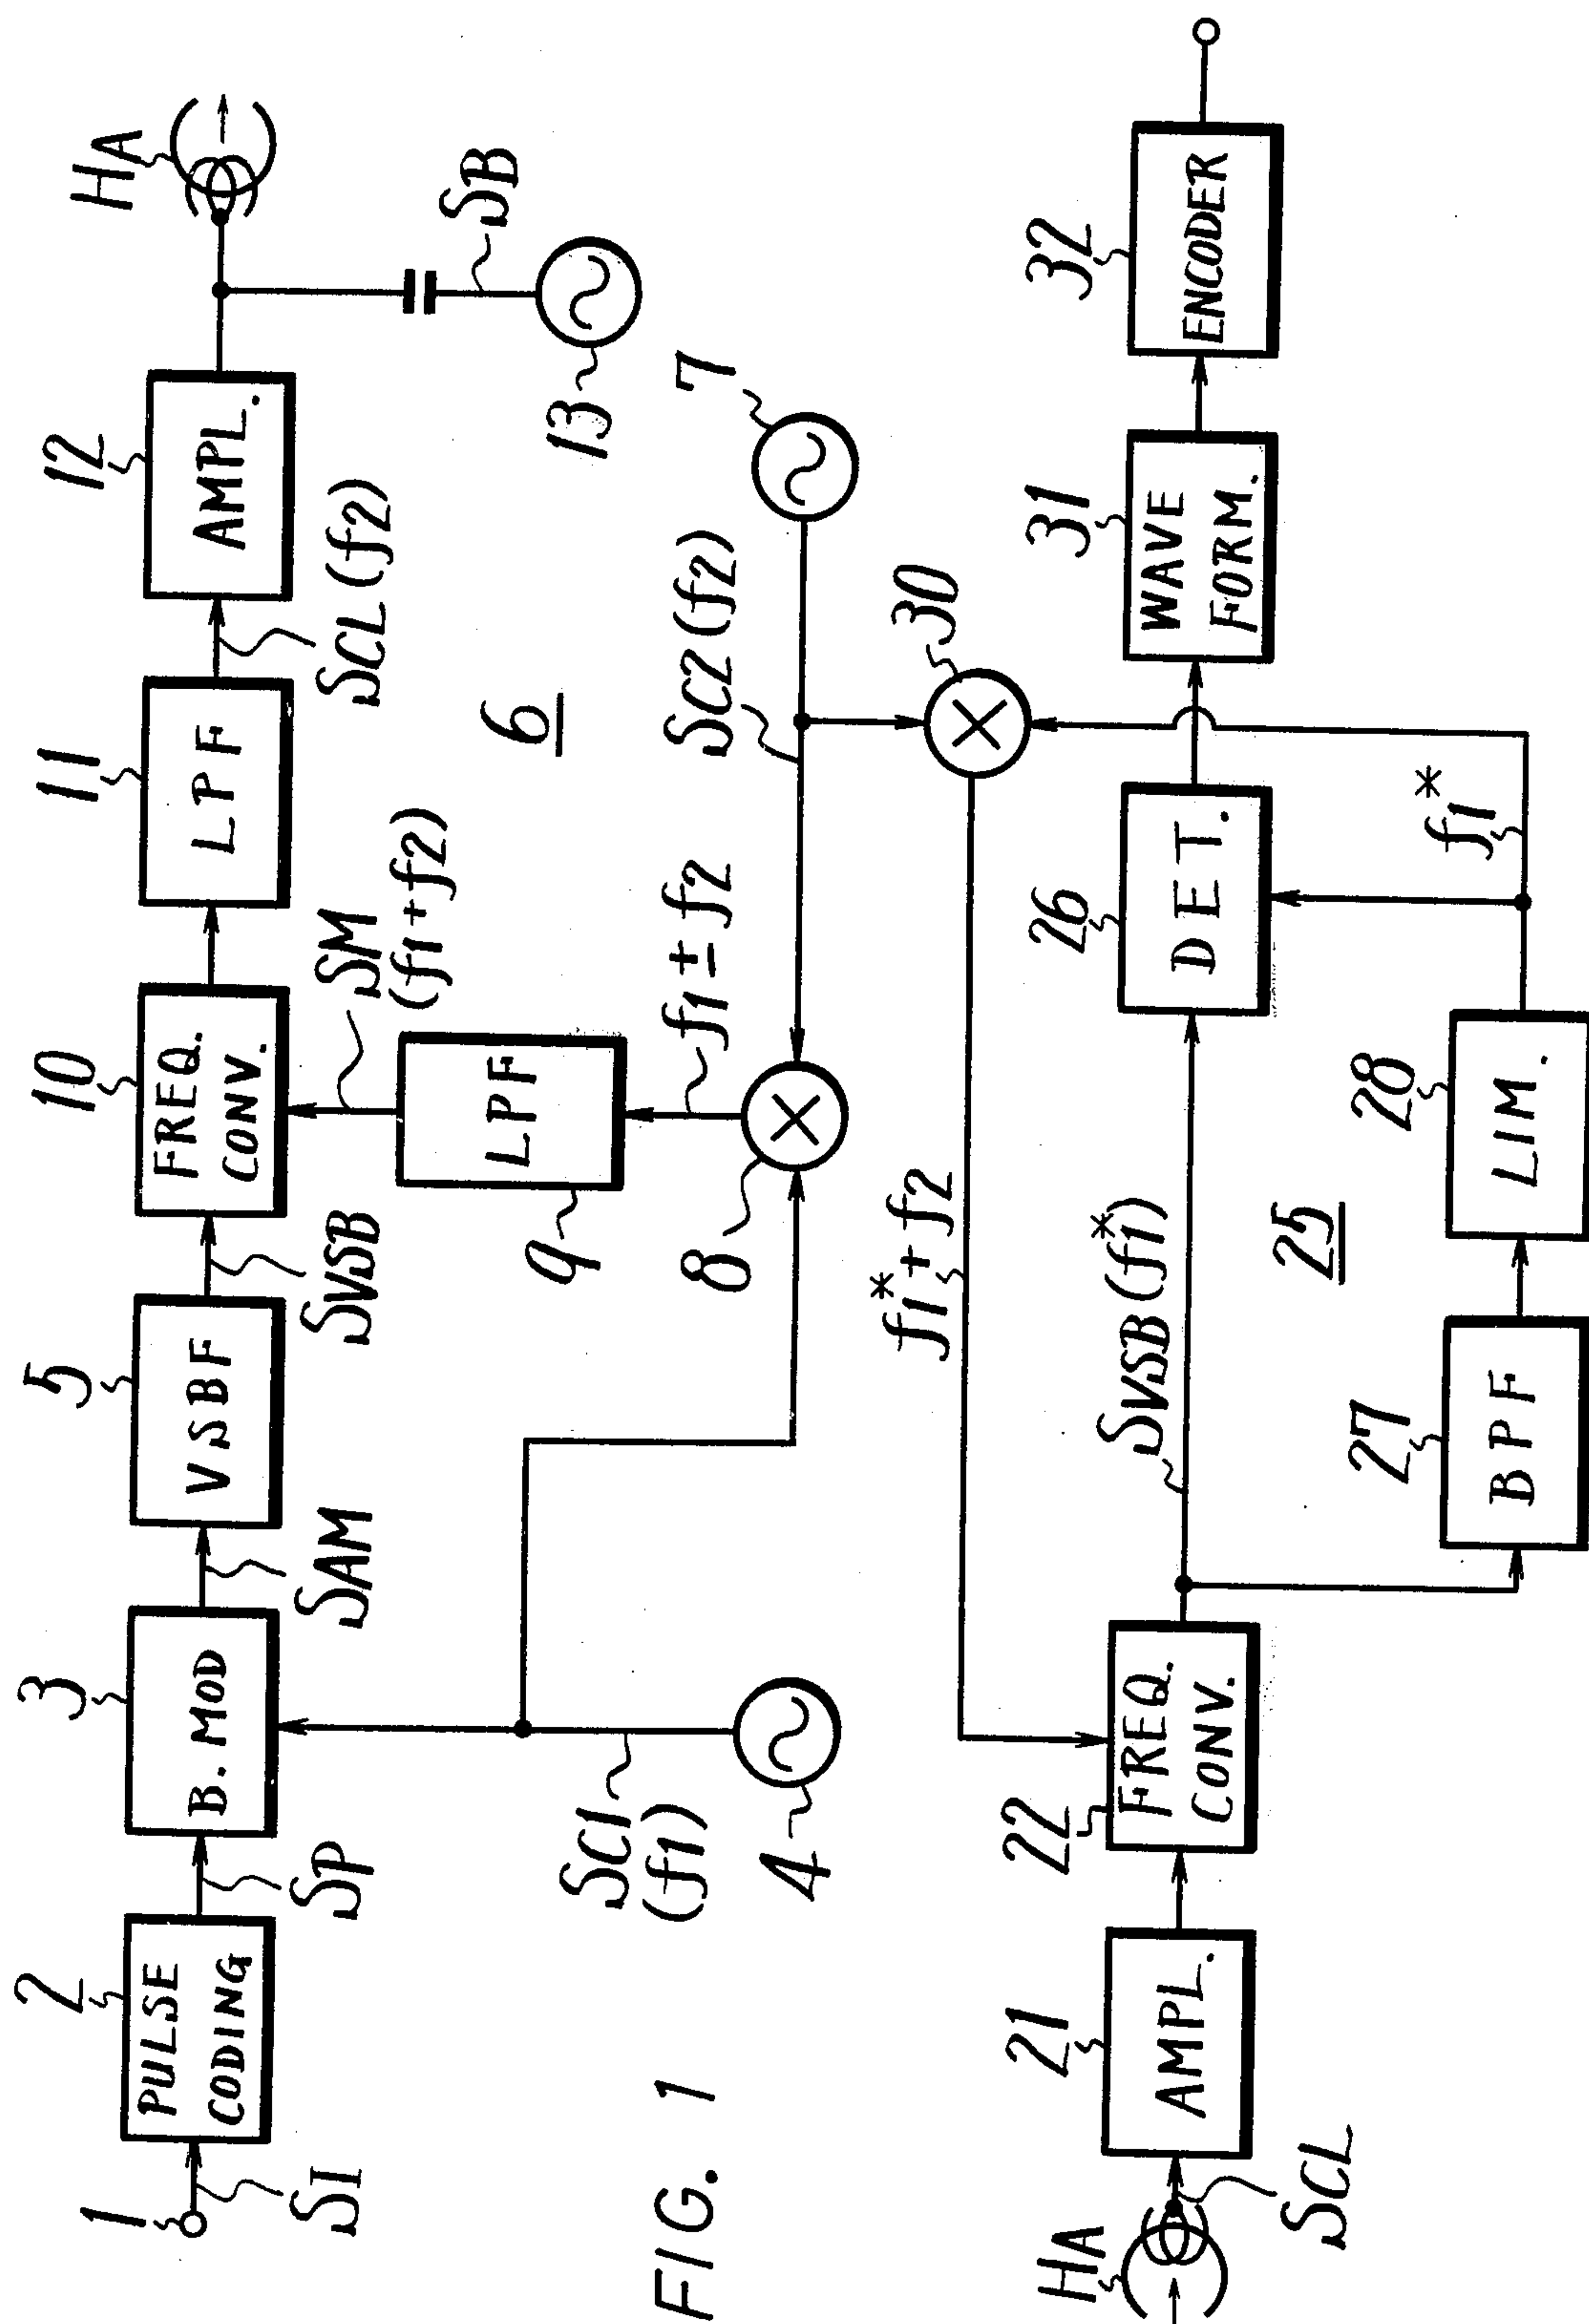 FIG. 1
1
SI
2
PULSE
CODING
SP
3
B. MOD
SAM
5
VSBF
SVSB
10
FREQ.
CONV.
11
LPF
SCL (f2)
12
AMPL.
HA
SB
13
SC1
(f1)
4
8
9
LPF
SM
(f1+f2)
f1±f2
6
SC2 (f2)
7
30
f1*+f2
HA
SCL
21
AMPL.
22
FREQ.
CONV.
SVSB (f1*)
25
27
BPF
28
LIM.
f1*
26
DET.
31
WAVE
FORM.
32
ENCODER